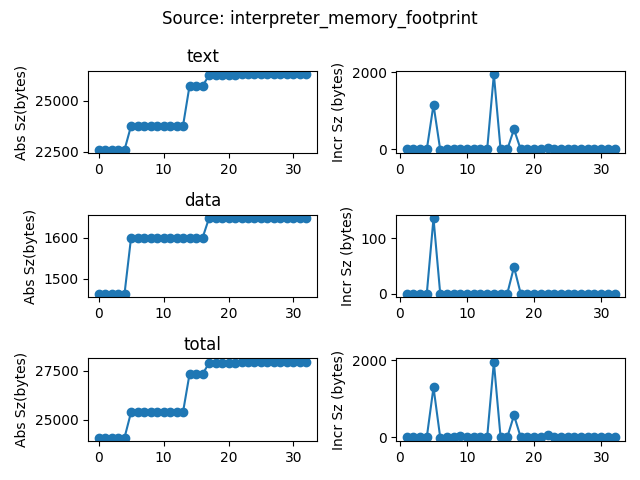 Source: interpreter_memory_footprint
text
Abs Sz(bytes)
25000
22500
0 10 20 30
Incr Sz (bytes)
2000
0
0 10 20 30
data
Abs Sz(bytes)
1600
1500
0 10 20 30
Incr Sz (bytes)
100
0
0 10 20 30
total
Abs Sz(bytes)
27500
25000
0 10 20 30
Incr Sz (bytes)
2000
0
0 10 20 30